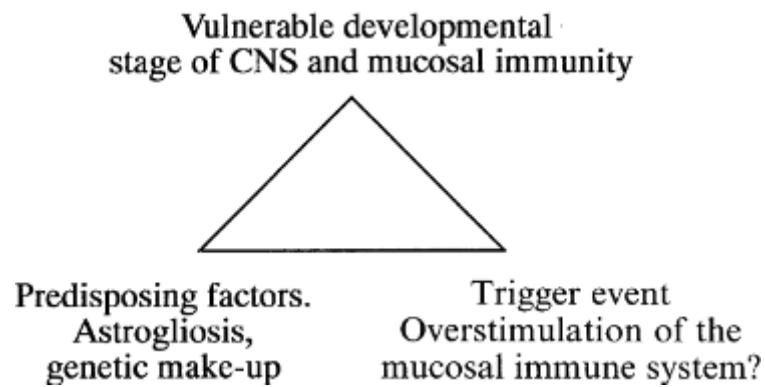 Vulnerable developmental
stage of CNS and mucosal immunity
Predisposing factors.
Astrogliosis,
genetic make-up
Trigger event
Overstimulation of the
mucosal immune system?